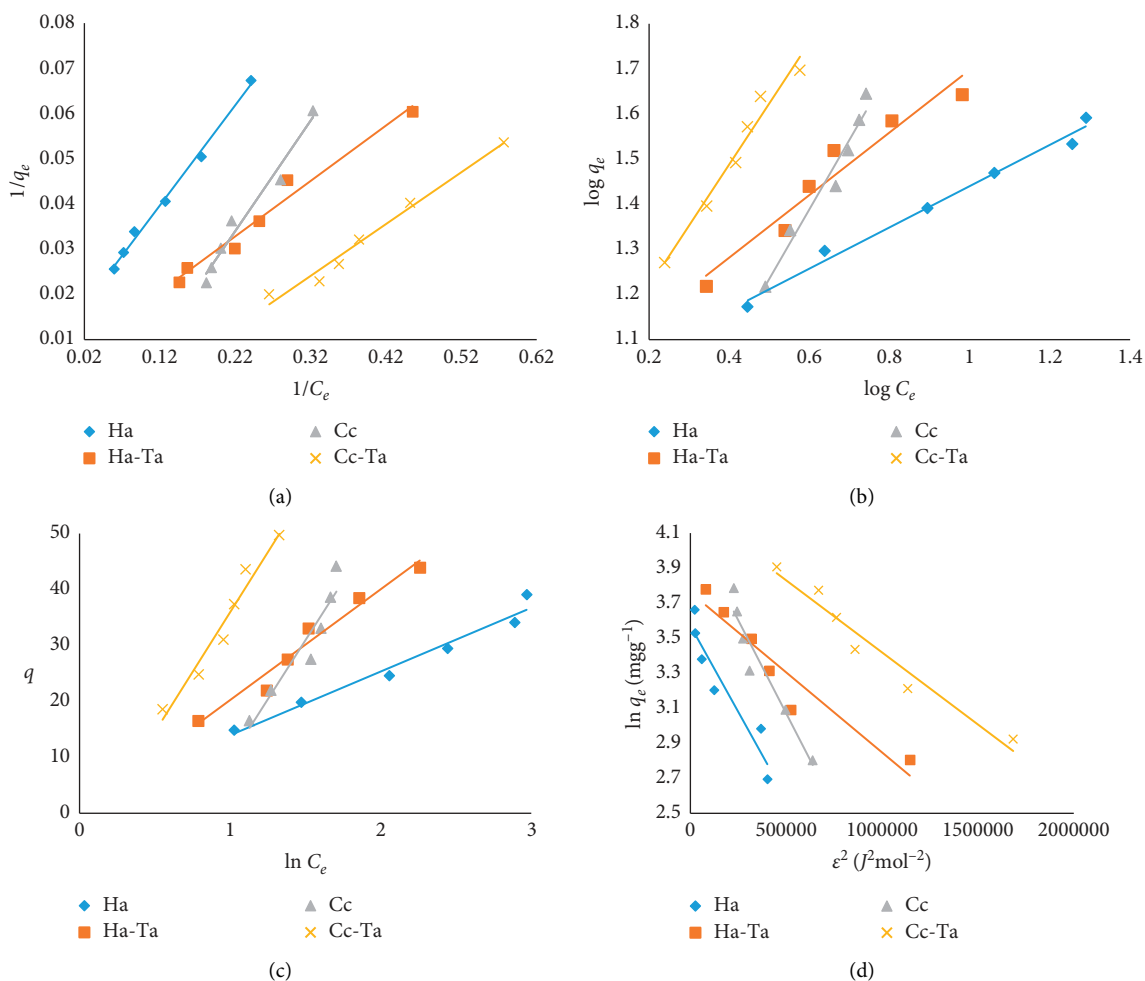 0.08
0.07
0.06
0.05
0.04
0.03
0.02
0.01
1/qₑ
0.02 0.12 0.22 0.32 0.42 0.52 0.62
1/Cₑ
Ha Cc
Ha-Ta Cc-Ta
(a)
1.8
1.7
1.6
1.5
1.4
1.3
1.2
1.1
log qₑ
0.2 0.4 0.6 0.8 1 1.2 1.4
log Cₑ
Ha Cc
Ha-Ta Cc-Ta
(b)
50
40
30
20
10
0
q
0 1 2 3
ln Cₑ
Ha Cc
Ha-Ta Cc-Ta
(c)
4.1
3.9
3.7
3.5
3.3
3.1
2.9
2.7
2.5
ln qₑ (mgg⁻¹)
0 500000 1000000 1500000 2000000
ε² (J²mol⁻²)
Ha Cc
Ha-Ta Cc-Ta
(d)